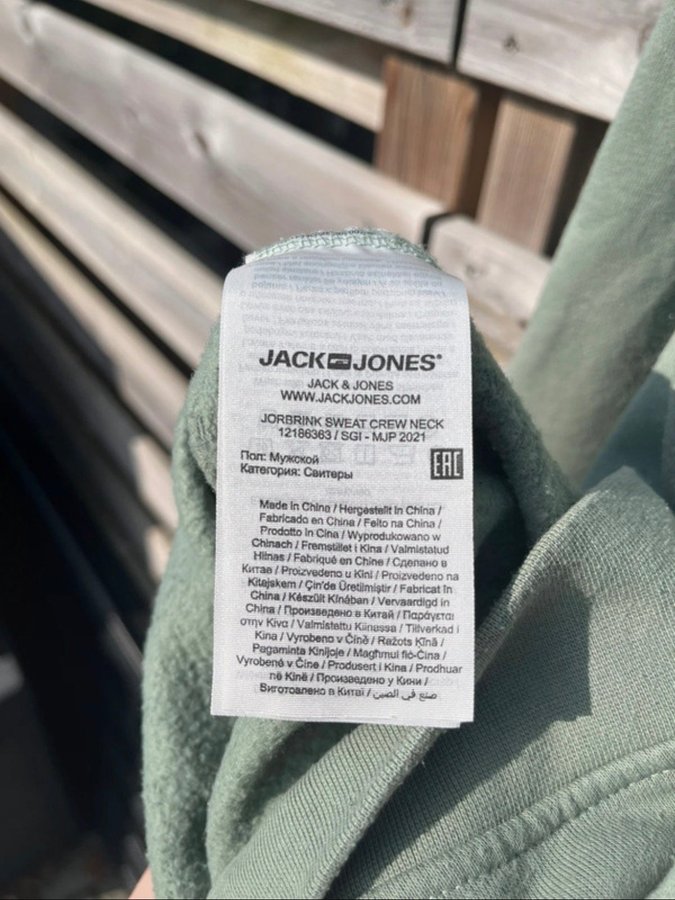 JACK JONES®
JACK & JONES
WWW.JACKJONES.COM
JORBRINK SWEAT CREW NECK
12186363 / SGI - MJP 2021
Пол: Мужской
Категория: Свитеры
EAC
Made in China / Hergestellt in China /
Fabricado en China / Feito na China /
Prodotto in Cina / Wyprodukowano w
Chinach / Fremstillet i Kina / Valmistatud
Hiinas / Fabriqué en Chine / Сделано в
Китае / Proizvedeno u Kini / Proizvedeno na
Kitajskem / Çin'de Üretilmiştir / Fabricat în
China / Készült Kínában / Vervaardigd in
China / Произведено в Китай / Παράγεται
στην Κίνα / Valmistettu Kiinassa / Tillverkad i
Kina / Vyrobeno v Číně / Ražots Ķīnā /
Pagaminta Kinijoje / Magħmul fiċ-Ċina /
Vyrobené v Číne / Produsert i Kina / Prodhuar
në Kinë / Произведено у Кини /
Виготовлено в Китаї / صنع في الصين